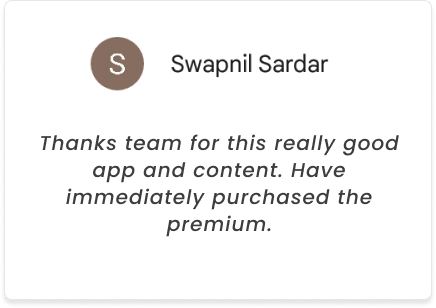 S
Swapnil Sardar
Thanks team for this really good
app and content. Have
immediately purchased the
premium.